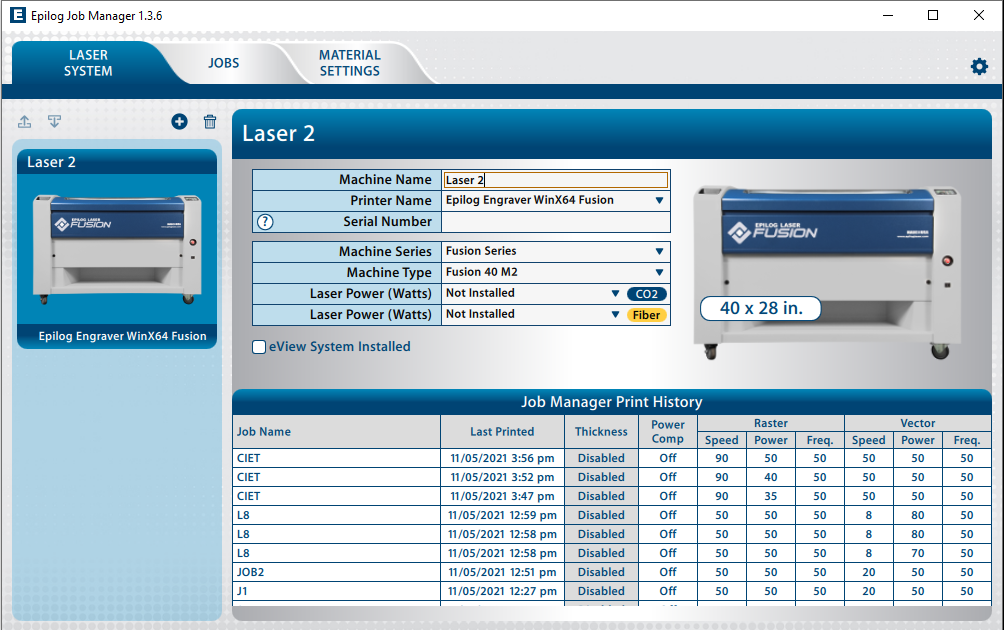 Epilog Job Manager 1.3.6
LASER
SYSTEM
JOBS
MATERIAL
SETTINGS
Laser 2
EPILOG LASER
FUSION
Epilog Engraver WinX64 Fusion
Laser 2
Machine Name Laser 2
Printer Name Epilog Engraver WinX64 Fusion
? Serial Number
Machine Series Fusion Series
Machine Type Fusion 40 M2
Laser Power (Watts) Not Installed CO2
Laser Power (Watts) Not Installed Fiber
eView System Installed
EPILOG LASER
FUSION
40 x 28 in.
Job Manager Print History
Job Name Last Printed Thickness Power Comp Raster Vector
Speed Power Freq. Speed Power Freq.
CIET 11/05/2021 3:56 pm Disabled Off 90 50 50 50 50 50
CIET 11/05/2021 3:52 pm Disabled Off 90 40 50 50 50 50
CIET 11/05/2021 3:47 pm Disabled Off 90 35 50 50 50 50
L8 11/05/2021 12:59 pm Disabled Off 50 50 50 8 80 50
L8 11/05/2021 12:58 pm Disabled Off 50 50 50 8 80 50
L8 11/05/2021 12:58 pm Disabled Off 50 50 50 8 70 50
JOB2 11/05/2021 12:51 pm Disabled Off 50 50 50 20 50 50
J1 11/05/2021 12:27 pm Disabled Off 50 50 50 20 50 50